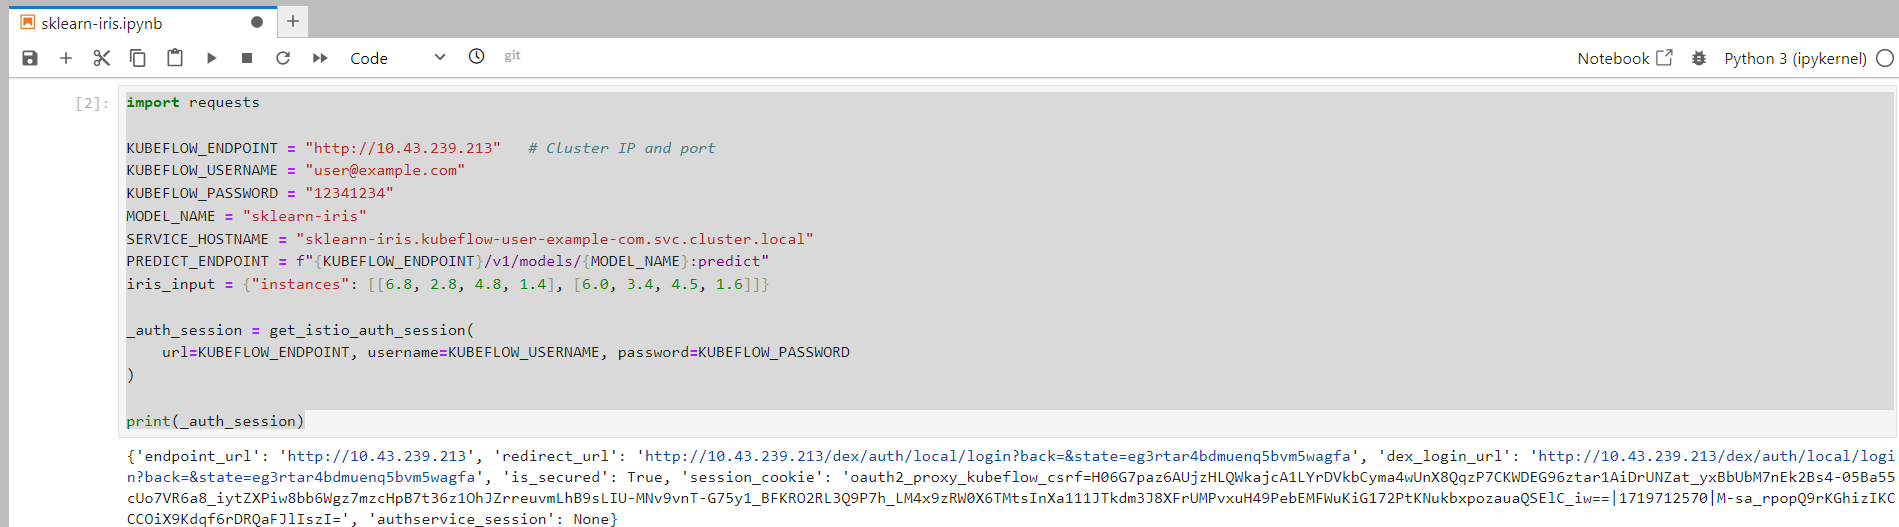 sklearn-iris.ipynb
Code
git
Notebook
Python 3 (ipykernel)
[2]:
import requests
KUBEFLOW_ENDPOINT = "http://10.43.239.213"   # Cluster IP and port
KUBEFLOW_USERNAME = "user@example.com"
KUBEFLOW_PASSWORD = "12341234"
MODEL_NAME = "sklearn-iris"
SERVICE_HOSTNAME = "sklearn-iris.kubeflow-user-example-com.svc.cluster.local"
PREDICT_ENDPOINT = f"{KUBEFLOW_ENDPOINT}/v1/models/{MODEL_NAME}:predict"
iris_input = {"instances": [[6.8, 2.8, 4.8, 1.4], [6.0, 3.4, 4.5, 1.6]]}
_auth_session = get_istio_auth_session(
    url=KUBEFLOW_ENDPOINT, username=KUBEFLOW_USERNAME, password=KUBEFLOW_PASSWORD
)
print(_auth_session)
{'endpoint_url': 'http://10.43.239.213', 'redirect_url': 'http://10.43.239.213/dex/auth/local/login?back=&state=eg3rtar4bdmuenq5bvm5wagfa', 'dex_login_url': 'http://10.43.239.213/dex/auth/local/logi
n?back=&state=eg3rtar4bdmuenq5bvm5wagfa', 'is_secured': True, 'session_cookie': 'oauth2_proxy_kubeflow_csrf=H06G7paz6AUjzHLQWkajcA1LYrDVkbCyma4wUnX8QqzP7CKWDEG96ztar1AiDrUNZat_yxBbUbM7nEk2Bs4-05Ba55
cUo7VR6a8_iytZXPiw8bb6Wgz7mzcHpB7t36z1OhJZrreuvmLhB9sLIU-MNv9vnT-G75y1_BFKRO2RL3Q9P7h_LM4x9zRW0X6TMtsInXa111JTkdm3J8XFrUMPvxuH49PebEMFWuKiG172PtKNukbxpozauaQSElC_iw==|1719712570|M-sa_rpopQ9rKGhizIKC
CCOiX9Kdqf6rDRQaFJlIszI=', 'authservice_session': None}